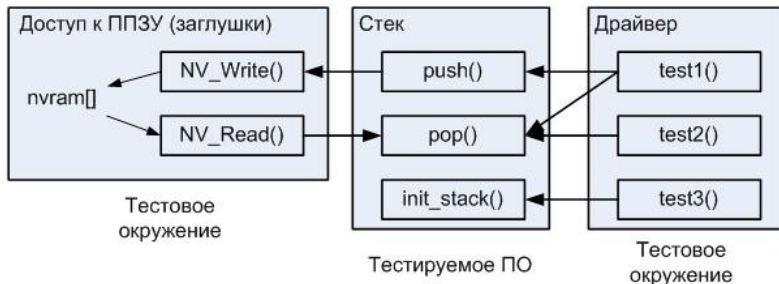 Доступ к ППЗУ (заглушки)
NV_Write()
nvram[]
NV_Read()
Тестовое
окружение
Стек
push()
pop()
init_stack()
Тестируемое ПО
Драйвер
test1()
test2()
test3()
Тестовое
окружение